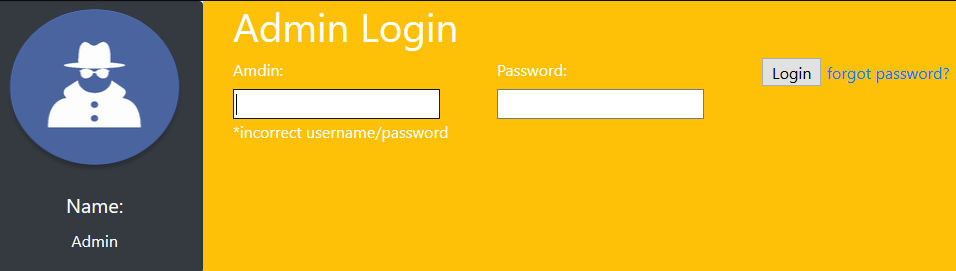 Admin Login
Amdin:
Password:
Login
forgot password?
*incorrect username/password
Name:
Admin